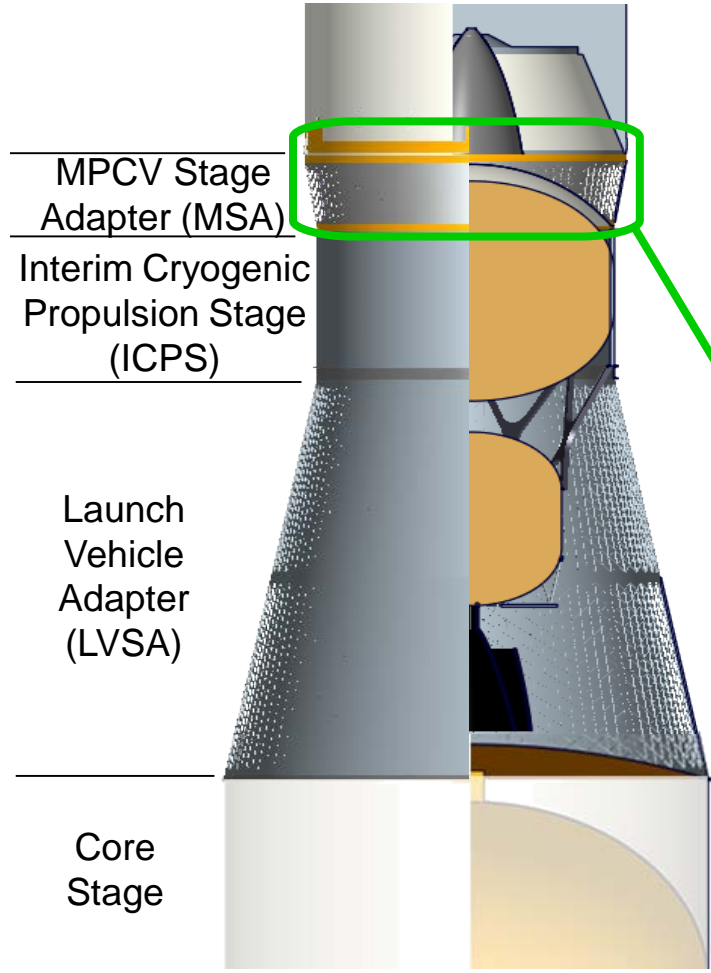 MPCV Stage
Adapter (MSA)
Interim Cryogenic
Propulsion Stage
(ICPS)
Launch
Vehicle
Adapter
(LVSA)
Core
Stage